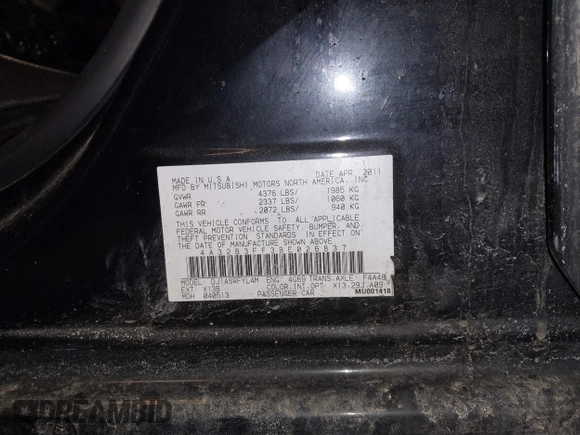 MADE IN U.S.A. DATE APR. 2011
MFD BY MITSUBISHI MOTORS NORTH AMERICA, INC.
GVWR 4376 LBS/ 1985 KG
GAWR FR 2337 LBS/ 1060 KG
GAWR RR 2072 LBS/ 940 KG
THIS VEHICLE CONFORMS TO ALL APPLICABLE
FEDERAL MOTOR VEHICLE SAFETY, BUMPER, AND
THEFT PREVENTION STANDARDS IN EFFECT ON
THE DATE OF MANUFACTURE SHOWN ABOVE
4A32B3FF3BE026837
MODEL DJ1ASRFYL4M ENG 4G69 TRANS.AXLE F4A4B
EXT X13B COLOR.INT.OPT: X13.29J.A09
MDH 040513 PASSENGER CAR MU001418
DREAMBID